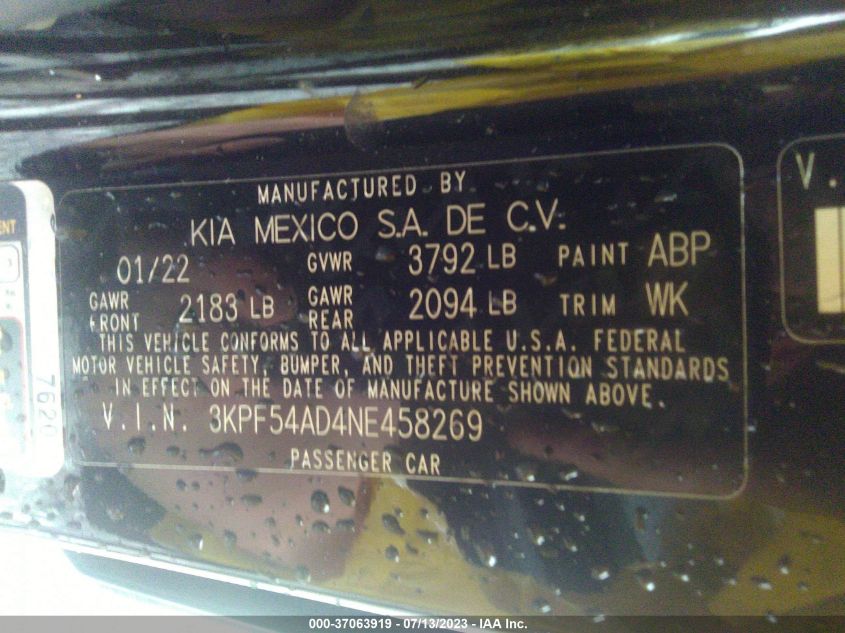 MANUFACTURED BY
KIA MEXICO S.A. DE C.V.
01/22 GVWR 3792 LB PAINT ABP
GAWR FRONT 2183 LB GAWR REAR 2094 LB TRIM WK
THIS VEHICLE CONFORMS TO ALL APPLICABLE U.S.A. FEDERAL
MOTOR VEHICLE SAFETY, BUMPER, AND THEFT PREVENTION STANDARDS
IN EFFECT ON THE DATE OF MANUFACTURE SHOWN ABOVE.
V.I.N. 3KPF54AD4NE458269
PASSENGER CAR
7620
V.
000-37063919 - 07/13/2023 - IAA Inc.